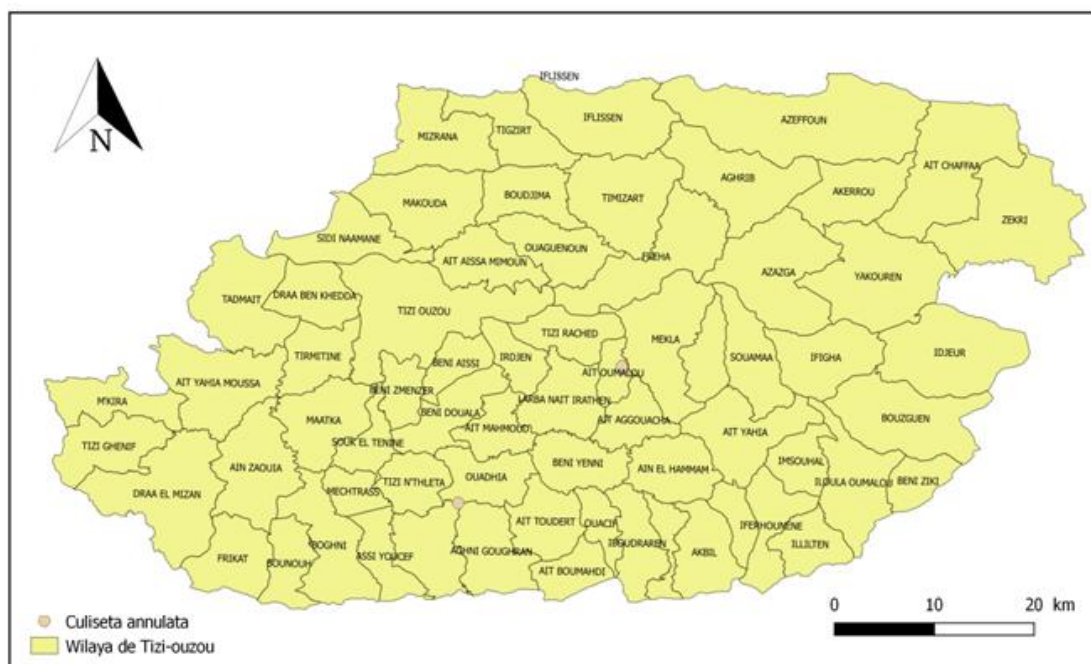 IFLISSEN
IFLISSEN
AZEFFOUN
TIGZIRT
MIZRANA
N
AIT CHAFFAA
AGHRIB
AKERROU
BOUDJIMA
TIMIZART
MAKOUDA
ZEKRI
SIDI NAAMANE
OUAGUENOUN
FREHA
AIT AISSA MIMOUN
AZAZGA
YAKOUREN
TADMAIT
DRAA BEN KHEDDA
TIZI OUZOU
TIZI RACHED
MEKLA
TIRMITINE
BENI AISSI
IRDJEN
SOUAMAA
IFIGHA
IDJEUR
AIT OUMALOU
AIT YAHIA MOUSSA
BENI ZMENZER
M'KIRA
LARBA NAIT IRATHEN
BENI DOUALA
MAATKA
AIT AGGOUACHA
BOUZGUEN
AIT MAHMOUD
AIT YAHIA
SOUK EL TENINE
TIZI GHENIF
AIN ZAOUIA
BENI YENNI
IMSOUHAL
AIN EL HAMMAM
OUADHIA
TIZI N'THLETA
ILOULA OUMALOU
BENI ZIKI
MECHTRASS
DRAA EL MIZAN
AIT TOUDERT
OUACIF
IFERHOUNENE
IBOUDRAREN
ILLILTEN
BOGHNI
AGHNI GOUGHRAN
AKBIL
FRIKAT
BOUNOUH
ASSI YOUCEF
AIT BOUMAHDI
0 10 20 km
Culiseta annulata
Wilaya de Tizi-ouzou